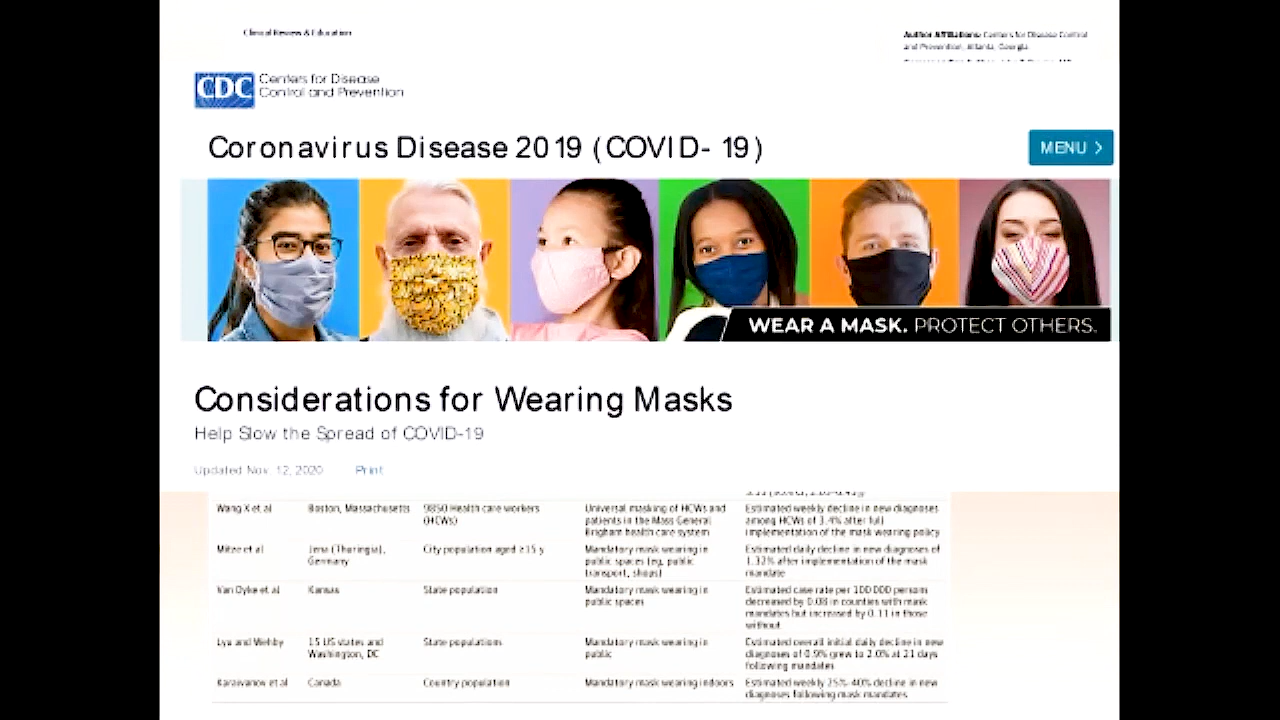 Clinical Review & Education
Author Affiliations: Centers for Disease Control
and Prevention, Atlanta, Georgia
CDC
Centers for Disease
Control and Prevention
Coronavirus Disease 2019 (COVID-19)
MENU >
WEAR A MASK. PROTECT OTHERS.
Considerations for Wearing Masks
Help Slow the Spread of COVID-19
Updated Nov. 12, 2020 Print
Wang X et al Boston, Massachusetts 9850 Health care workers Universal masking of HCWs and Estimated weekly decline in new diagnoses
(HCWs) patients in the Mass General among HCWs of 3.4% after full
Brigham health care system implementation of the mask wearing policy
Mitze et al Jena (Thuringia), City population aged ≥15 y Mandatory mask wearing in Estimated daily decline in new diagnoses of
Germany public spaces (eg, public 1.32% after implementation of the mask
transport, shops) mandate
Van Dyke et al Kansas State population Mandatory mask wearing in Estimated case rate per 100 000 persons
public spaces decreased by 0.08 in counties with mask
mandates but increased by 0.11 in those
without
Lyu and Wehby 15 US states and State populations Mandatory mask wearing in Estimated overall initial daily decline in new
Washington, DC public diagnoses of 0.9% grew to 2.0% at 21 days
following mandates
Karaivanov et al Canada Country population Mandatory mask wearing indoors Estimated weekly 25%-40% decline in new
diagnoses following mask mandates